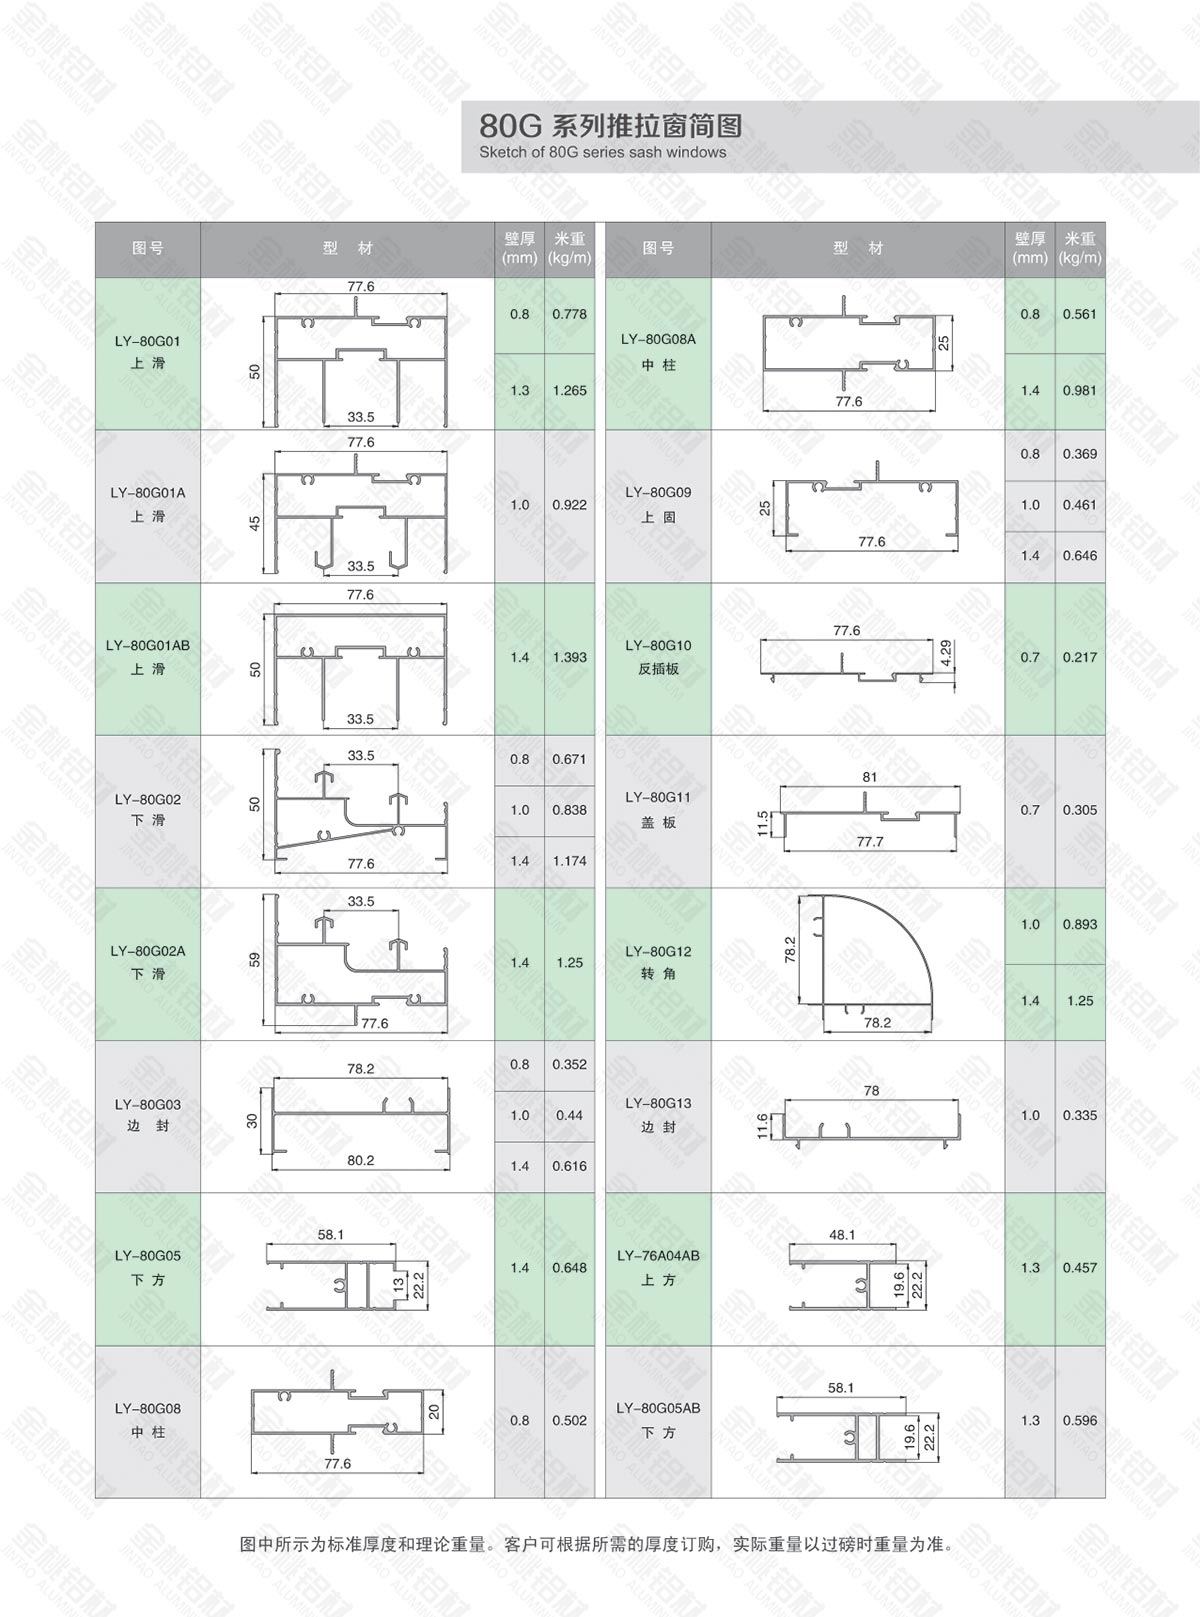 80G 系列推拉窗简图
Sketch of 80G series sash windows
图号 型 材 壁厚(mm) 米重(kg/m) 图号 型 材 壁厚(mm) 米重(kg/m)
LY-80G01
上 滑
77.6
50
33.5
0.8 0.778
1.3 1.265
LY-80G08A
中 柱
25
77.6
0.8 0.561
1.4 0.981
LY-80G01A
上 滑
77.6
45
33.5
1.0 0.922
LY-80G09
上 固
25
77.6
0.8 0.369
1.0 0.461
1.4 0.646
LY-80G01AB
上 滑
77.6
50
33.5
1.4 1.393
LY-80G10
反插板
77.6
4.29
0.7 0.217
LY-80G02
下 滑
33.5
50
77.6
0.8 0.671
1.0 0.838
1.4 1.174
LY-80G11
盖 板
81
11.5
77.7
0.7 0.305
LY-80G02A
下 滑
33.5
59
77.6
1.4 1.25
LY-80G12
转 角
78.2
78.2
1.0 0.893
1.4 1.25
LY-80G03
边 封
78.2
30
80.2
0.8 0.352
1.0 0.44
1.4 0.616
LY-80G13
边 封
78
11.6
1.0 0.335
LY-80G05
下 方
58.1
13
22.2
1.4 0.648
LY-76A04AB
上 方
48.1
19.6
22.2
1.3 0.457
LY-80G08
中 柱
20
77.6
0.8 0.502
LY-80G05AB
下 方
58.1
19.6
22.2
1.3 0.596
图中所示为标准厚度和理论重量。客户可根据所需的厚度订购，实际重量以过磅时重量为准。
金桃铝材
JINTAO ALUMINIUM